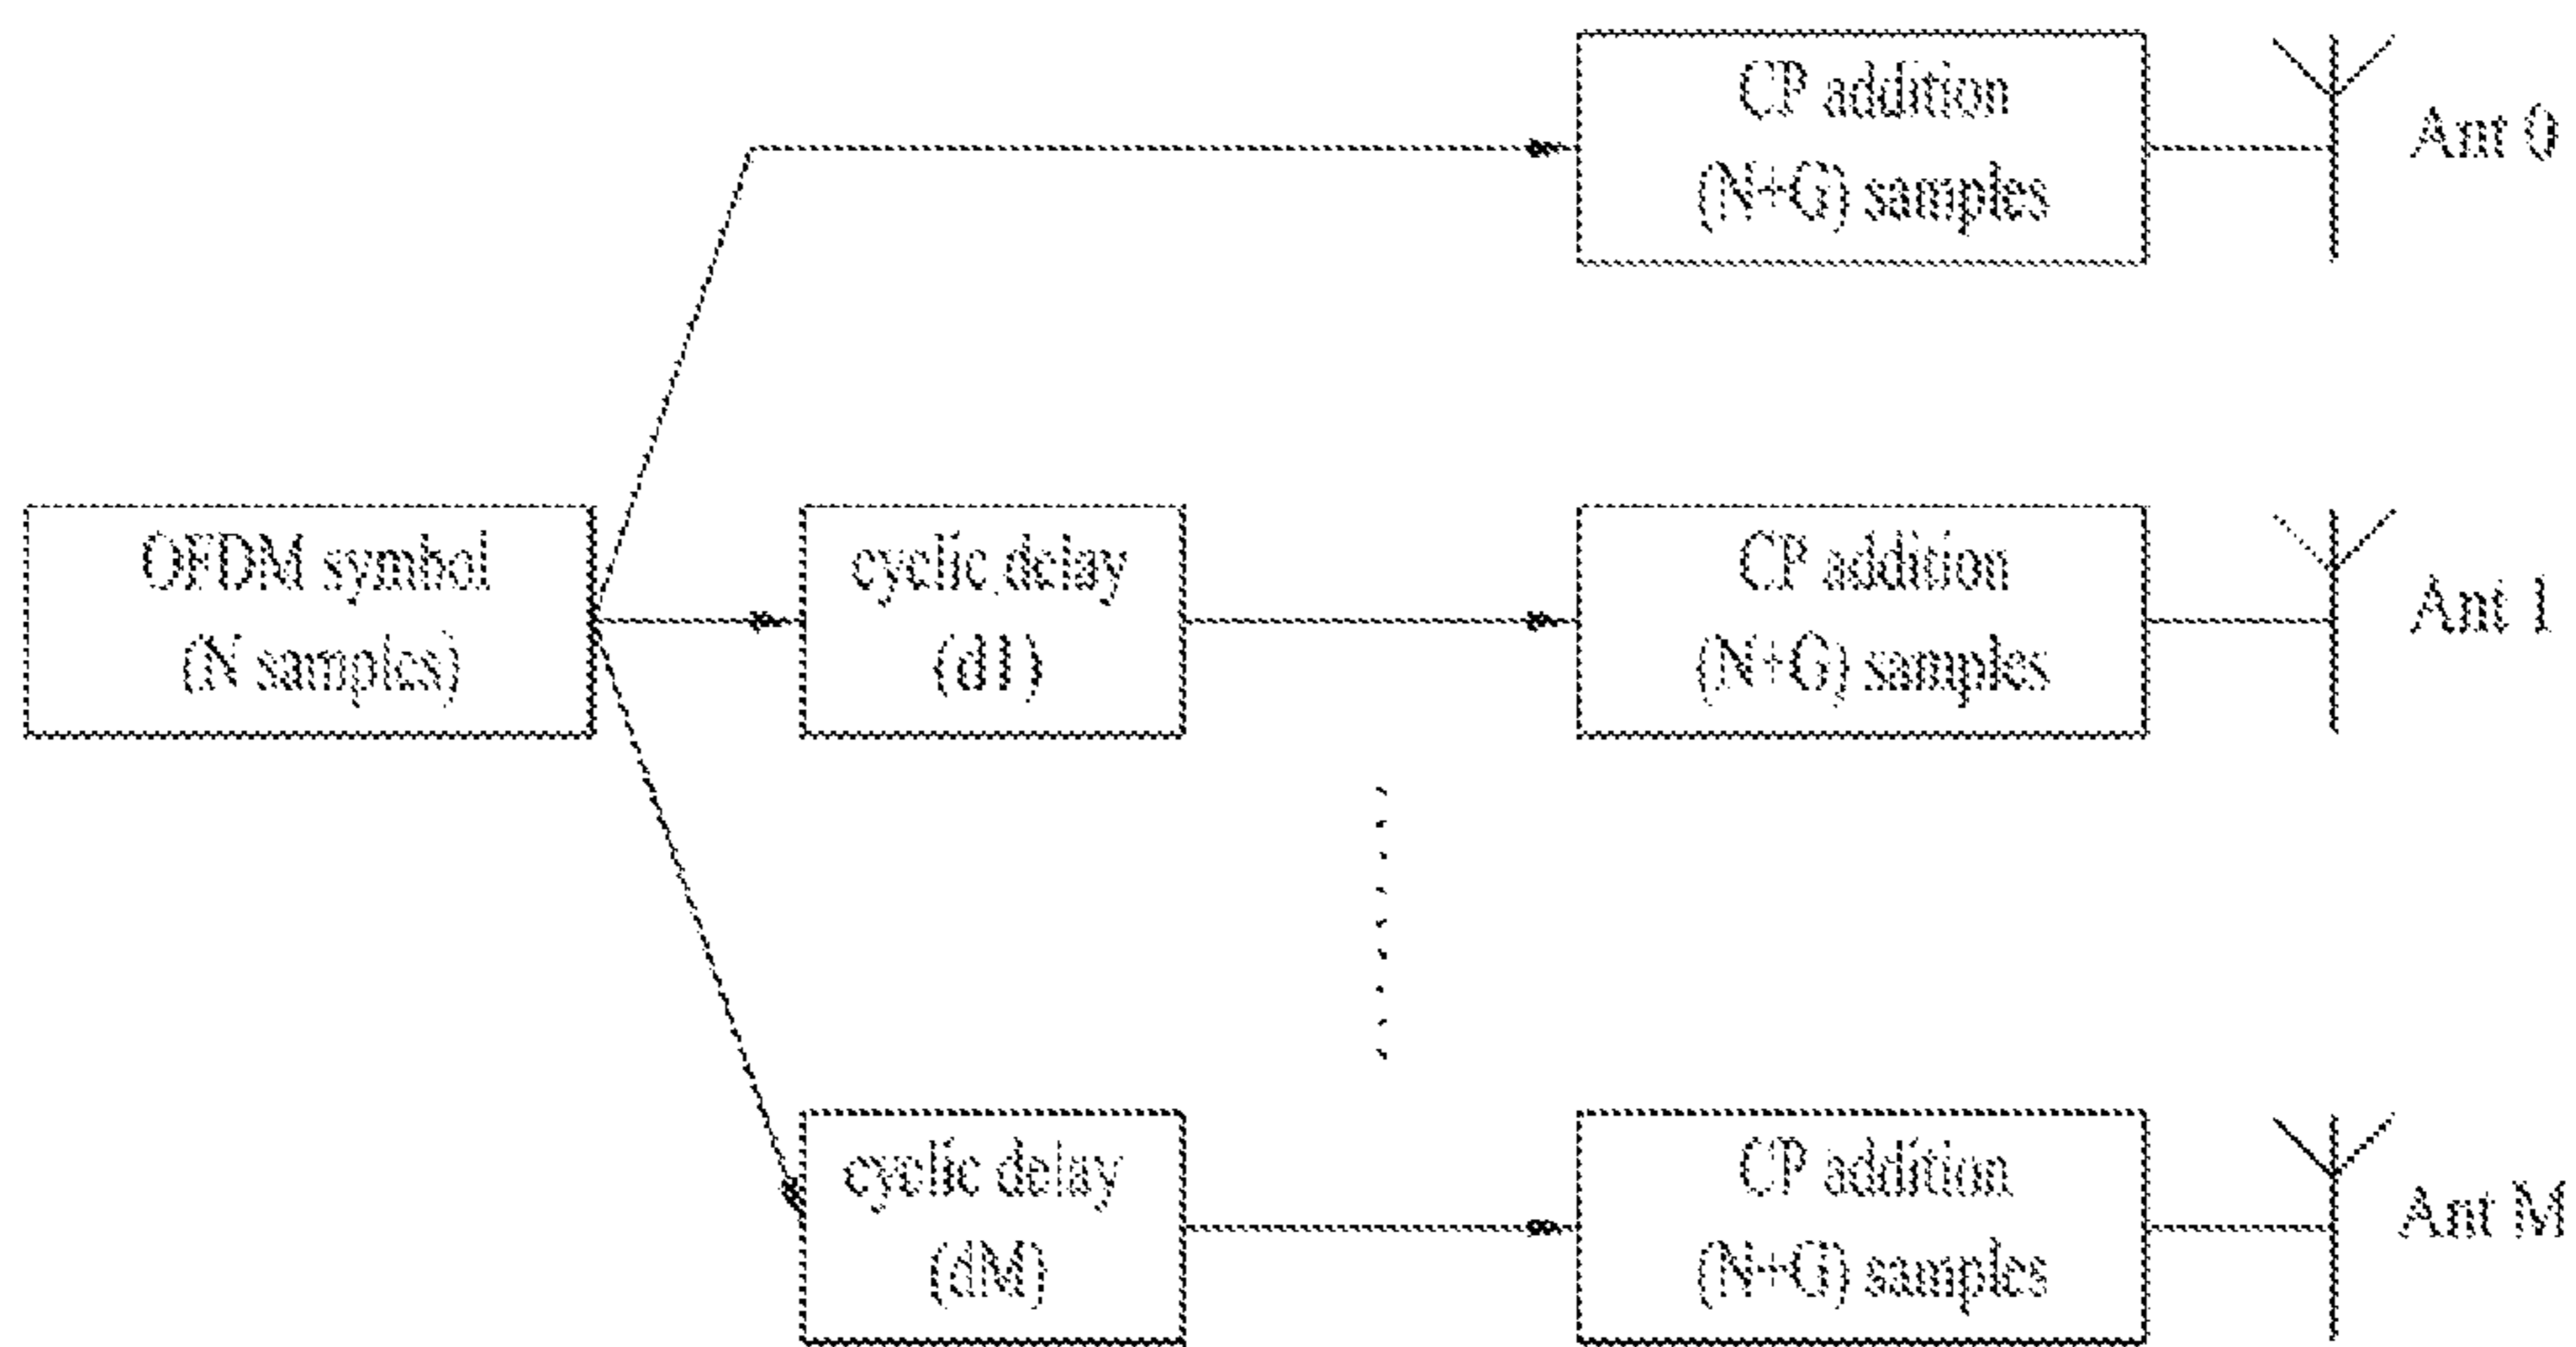 CP addition
(N+G) samples
Ant 0
OFDM symbol
(N samples)
cyclic delay
(d1)
CP addition
(N+G) samples
Ant 1
cyclic delay
(dM)
CP addition
(N+G) samples
Ant M